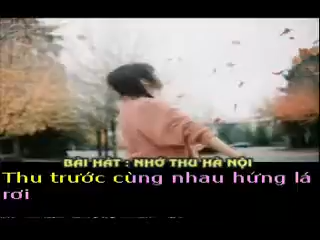 BÀI HÁT : NHỚ THU HÀ NỘI
Thu trước cùng nhau hứng lá
rơi